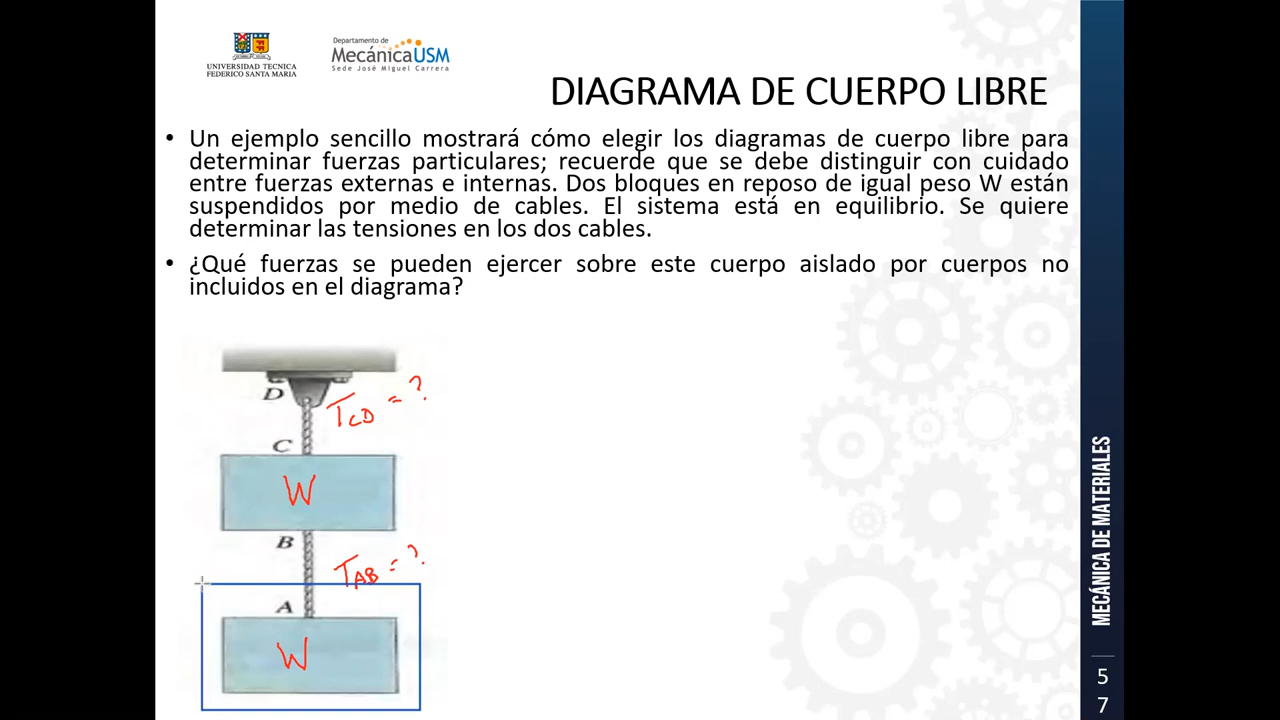 UNIVERSIDAD TECNICA
FEDERICO SANTA MARIA
Departamento de
MecánicaUSM
Sede José Miguel Carrera
DIAGRAMA DE CUERPO LIBRE
• Un ejemplo sencillo mostrará cómo elegir los diagramas de cuerpo libre para
determinar fuerzas particulares; recuerde que se debe distinguir con cuidado
entre fuerzas externas e internas. Dos bloques en reposo de igual peso W están
suspendidos por medio de cables. El sistema está en equilibrio. Se quiere
determinar las tensiones en los dos cables.
• ¿Qué fuerzas se pueden ejercer sobre este cuerpo aislado por cuerpos no
incluidos en el diagrama?
D
TCD = ?
C
W
B
TAB = ?
A
W
MECÁNICA DE MATERIALES
5
7